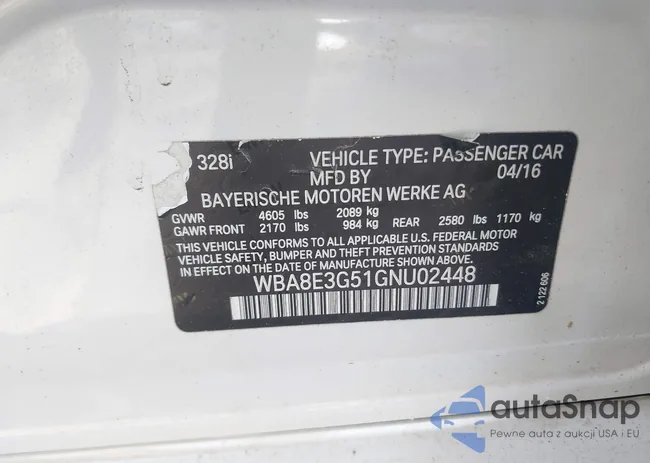 328i VEHICLE TYPE: PASSENGER CAR
MFD BY 04/16
BAYERISCHE MOTOREN WERKE AG
GVWR 4605 lbs 2089 kg
GAWR FRONT 2170 lbs 984 kg REAR 2580 lbs 1170 kg
THIS VEHICLE CONFORMS TO ALL APPLICABLE U.S. FEDERAL MOTOR
VEHICLE SAFETY, BUMPER AND THEFT PREVENTION STANDARDS
IN EFFECT ON THE DATE OF MANUFACTURE SHOWN ABOVE.
WBA8E3G51GNU02448
2 122 606
autaSnap
Pewne auta z aukcji USA i EU